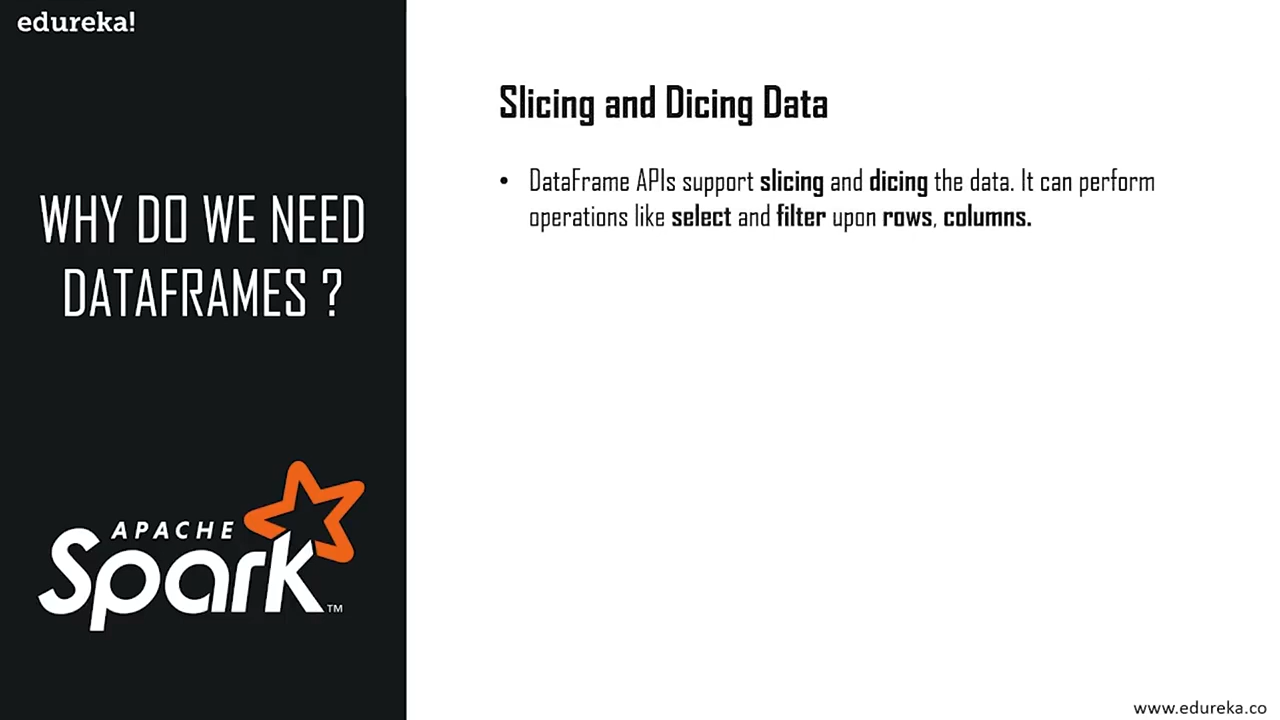 edureka!
WHY DO WE NEED
DATAFRAMES ?
APACHE
Spark™
Slicing and Dicing Data
• DataFrame APIs support slicing and dicing the data. It can perform
operations like select and filter upon rows, columns.
www.edureka.co